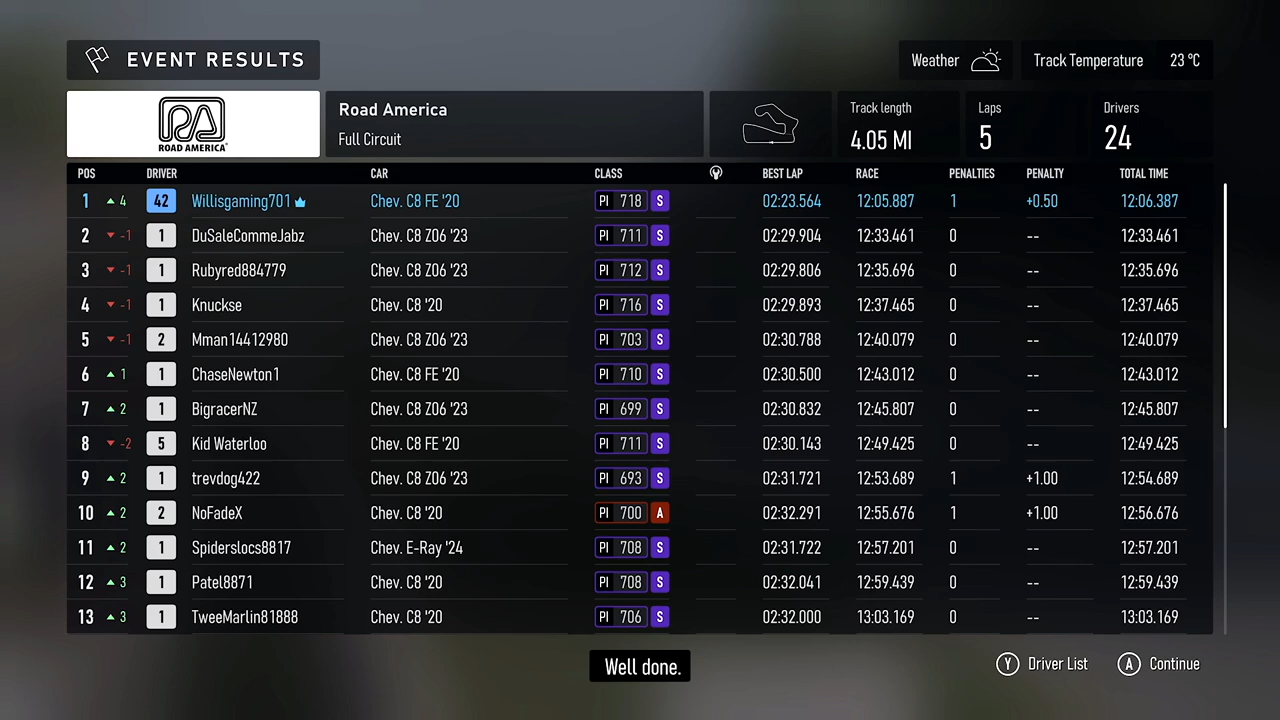 EVENT RESULTS
Weather Track Temperature 23 °C
ROAD AMERICA®
Road America
Full Circuit
Track length
4.05 MI
Laps
5
Drivers
24
POS DRIVER CAR CLASS BEST LAP RACE PENALTIES PENALTY TOTAL TIME
1 4 42 Willisgaming701 Chev. C8 FE '20 PI 718 S 02:23.564 12:05.887 1 +0.50 12:06.387
2 -1 1 DuSaleCommeJabz Chev. C8 Z06 '23 PI 711 S 02:29.904 12:33.461 0 -- 12:33.461
3 -1 1 Rubyred884779 Chev. C8 Z06 '23 PI 712 S 02:29.806 12:35.696 0 -- 12:35.696
4 -1 1 Knuckse Chev. C8 '20 PI 716 S 02:29.893 12:37.465 0 -- 12:37.465
5 -1 2 Mman14412980 Chev. C8 Z06 '23 PI 703 S 02:30.788 12:40.079 0 -- 12:40.079
6 1 1 ChaseNewton1 Chev. C8 FE '20 PI 710 S 02:30.500 12:43.012 0 -- 12:43.012
7 2 1 BigracerNZ Chev. C8 Z06 '23 PI 699 S 02:30.832 12:45.807 0 -- 12:45.807
8 -2 5 Kid Waterloo Chev. C8 FE '20 PI 711 S 02:30.143 12:49.425 0 -- 12:49.425
9 2 1 trevdog422 Chev. C8 Z06 '23 PI 693 S 02:31.721 12:53.689 1 +1.00 12:54.689
10 2 2 NoFadeX Chev. C8 '20 PI 700 A 02:32.291 12:55.676 1 +1.00 12:56.676
11 2 1 Spiderslocs8817 Chev. E-Ray '24 PI 708 S 02:31.722 12:57.201 0 -- 12:57.201
12 3 1 Patel8871 Chev. C8 '20 PI 708 S 02:32.041 12:59.439 0 -- 12:59.439
13 3 1 TweeMarlin81888 Chev. C8 '20 PI 706 S 02:32.000 13:03.169 0 -- 13:03.169
Well done.
Y Driver List A Continue